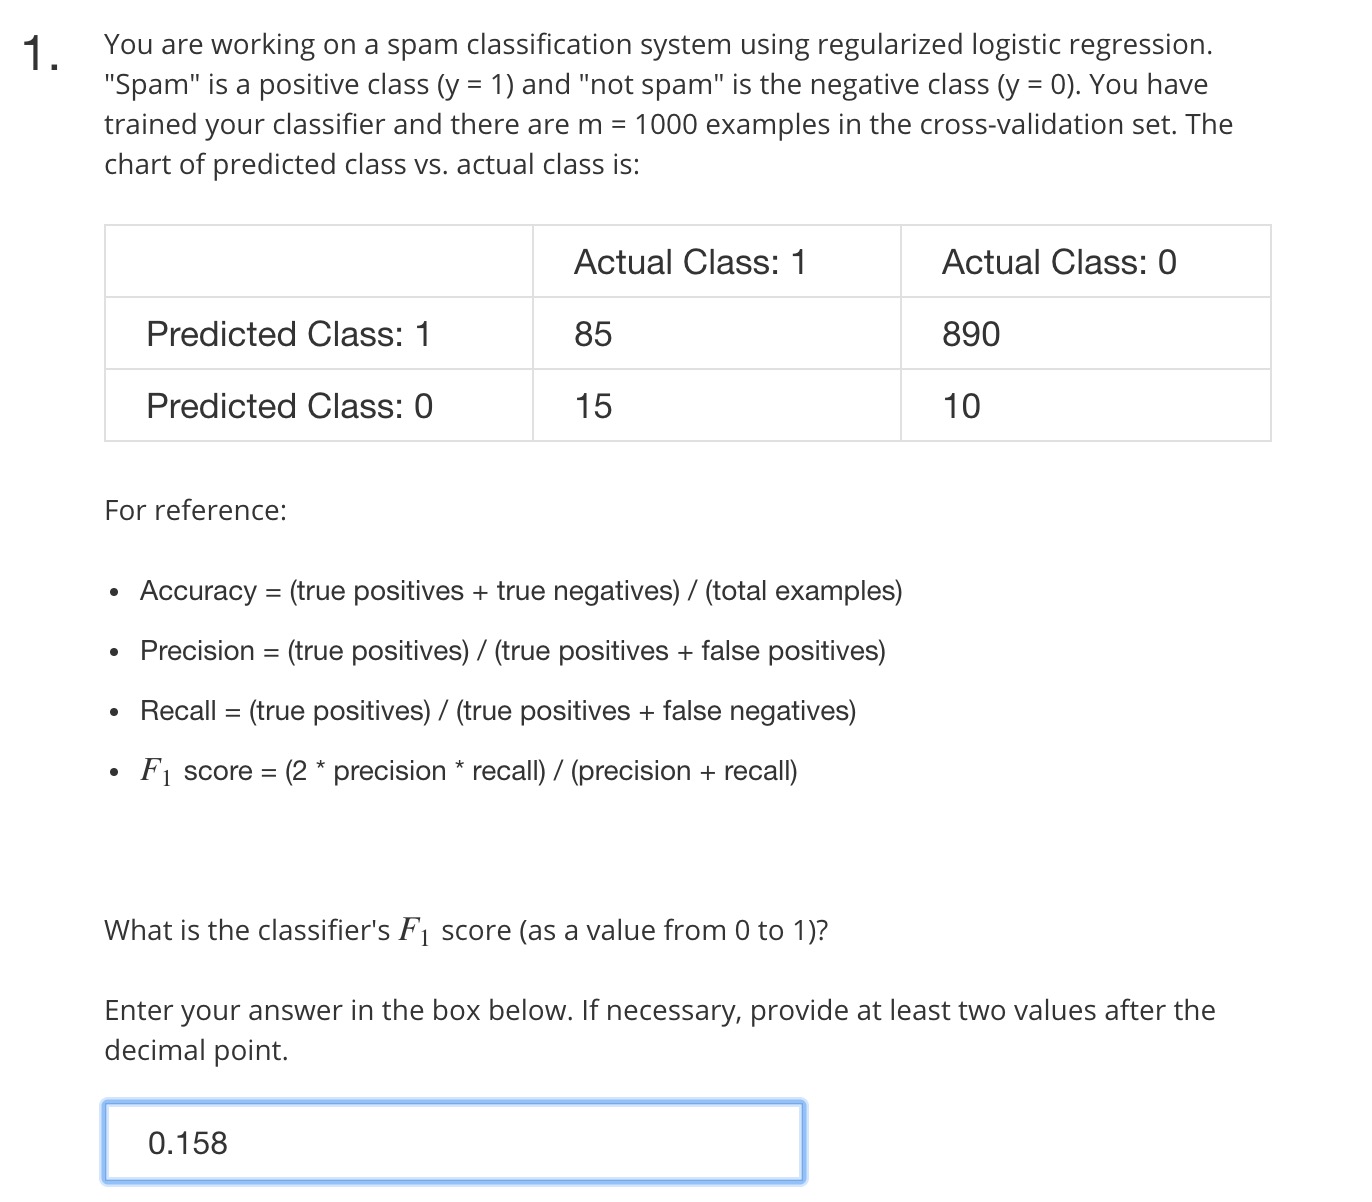 1.
You are working on a spam classification system using regularized logistic regression.
"Spam" is a positive class (y = 1) and "not spam" is the negative class (y = 0). You have
trained your classifier and there are m = 1000 examples in the cross-validation set. The
chart of predicted class vs. actual class is:
Actual Class: 1 Actual Class: 0
Predicted Class: 1 85 890
Predicted Class: 0 15 10
For reference:
• Accuracy = (true positives + true negatives) / (total examples)
• Precision = (true positives) / (true positives + false positives)
• Recall = (true positives) / (true positives + false negatives)
• F₁ score = (2 * precision * recall) / (precision + recall)
What is the classifier's F₁ score (as a value from 0 to 1)?
Enter your answer in the box below. If necessary, provide at least two values after the
decimal point.
0.158